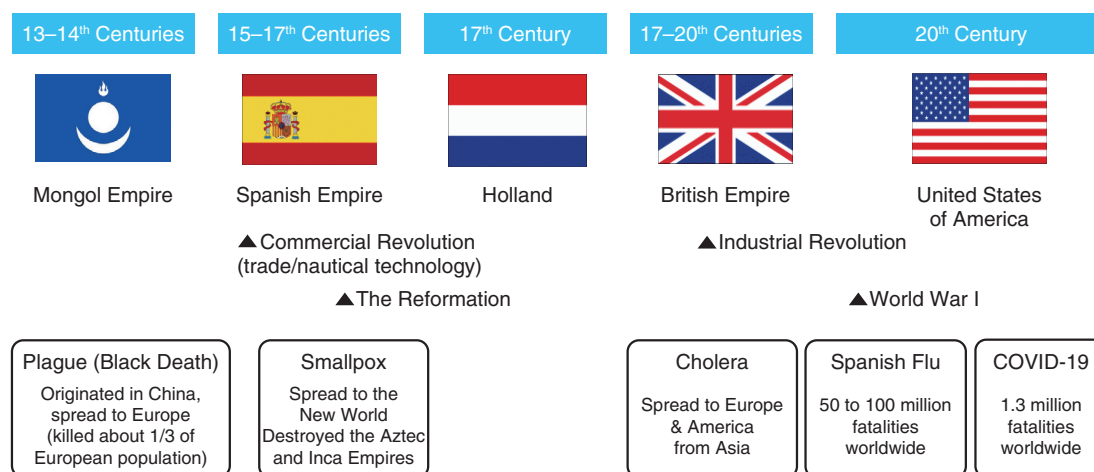 13–14th Centuries
15–17th Centuries
17th Century
17–20th Centuries
20th Century
Mongol Empire
Spanish Empire
Holland
British Empire
United States
of America
▲Commercial Revolution
(trade/nautical technology)
▲Industrial Revolution
▲The Reformation
▲World War I
Plague (Black Death)
Originated in China,
spread to Europe
(killed about 1/3 of
European population)
Smallpox
Spread to the
New World
Destroyed the Aztec
and Inca Empires
Cholera
Spread to Europe
& America
from Asia
Spanish Flu
50 to 100 million
fatalities
worldwide
COVID-19
1.3 million
fatalities
worldwide